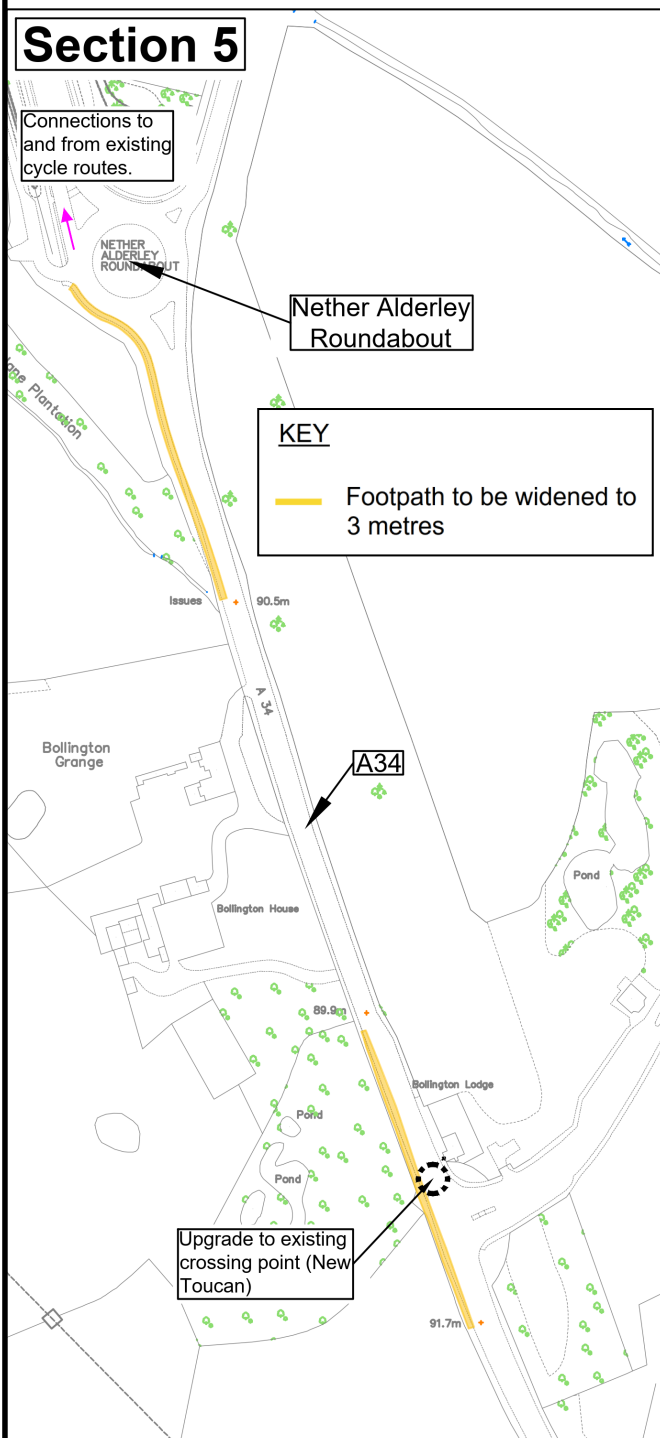 Section 5
Connections to
and from existing
cycle routes.
NETHER
ALDERLEY
ROUNDABOUT
Nether Alderley
Roundabout
Plantation
KEY
Footpath to be widened to
3 metres
Issues
90.5m
A 34
Bollington
Grange
A34
Pond
Bollington House
89.9m
Bollington Lodge
Pond
Pond
Upgrade to existing
crossing point (New
Toucan)
91.7m